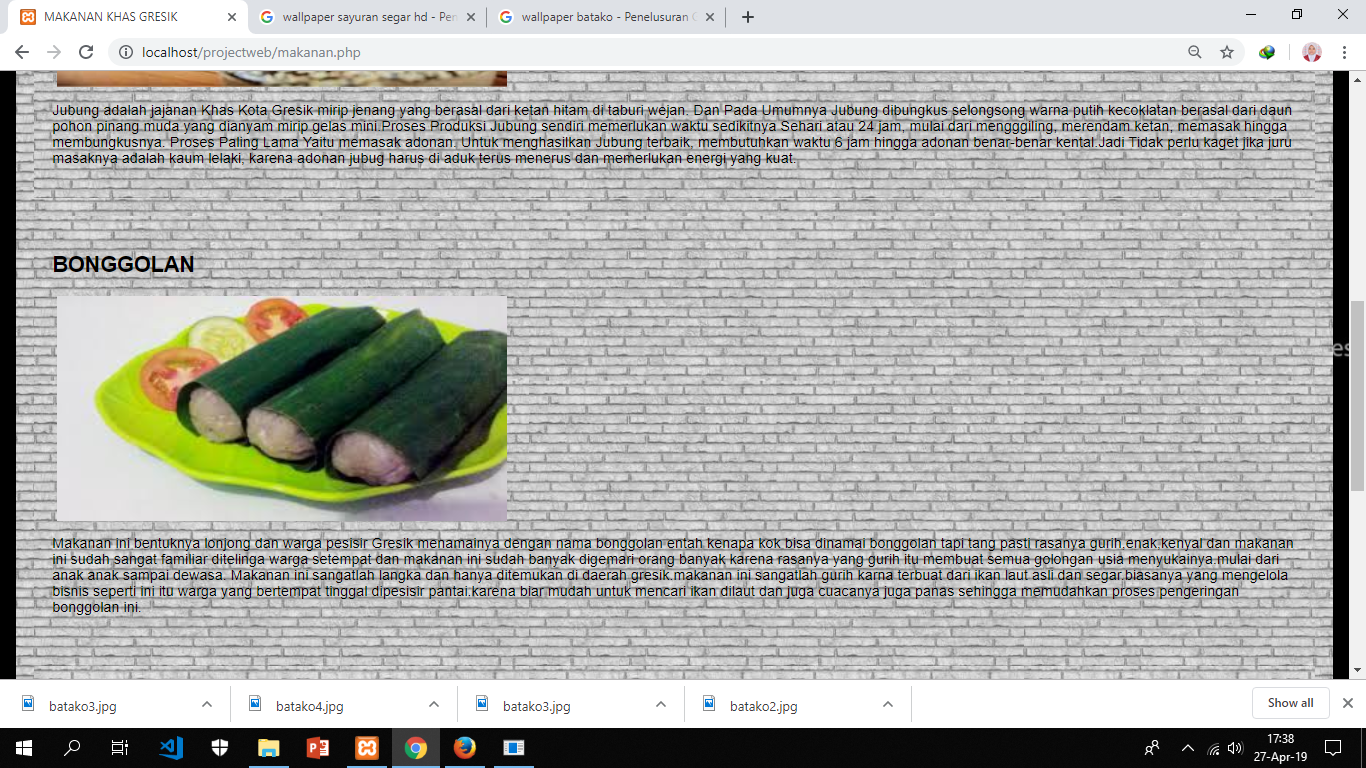 MAKANAN KHAS GRESIK
wallpaper sayuran segar hd - Pen
wallpaper batako - Penelusuran G
localhost/projectweb/makanan.php
Jubung adalah jajanan Khas Kota Gresik mirip jenang yang berasal dari ketan hitam di taburi wejan. Dan Pada Umumnya Jubung dibungkus selongsong warna putih kecoklatan berasal dari daun
pohon pinang muda yang dianyam mirip gelas mini.Proses Produksi Jubung sendiri memerlukan waktu sedikitnya Sehari atau 24 jam, mulai dari mengggiling, merendam ketan, memasak hingga
membungkusnya. Proses Paling Lama Yaitu memasak adonan. Untuk menghasilkan Jubung terbaik, membutuhkan waktu 6 jam hingga adonan benar-benar kental.Jadi Tidak perlu kaget jika juru
masaknya adalah kaum lelaki, karena adonan jubug harus di aduk terus menerus dan memerlukan energi yang kuat.
BONGGOLAN
es
Makanan ini bentuknya lonjong dan warga pesisir Gresik menamainya dengan nama bonggolan entah kenapa kok bisa dinamai bonggolan tapi tang pasti rasanya gurih,enak,kenyal dan makanan
ini sudah sangat familiar ditelinga warga setempat dan makanan ini sudah banyak digemari orang banyak karena rasanya yang gurih itu membuat semua golongan usia menyukainya.mulai dari
anak anak sampai dewasa. Makanan ini sangatlah langka dan hanya ditemukan di daerah gresik.makanan ini sangatlah gurih karna terbuat dari ikan laut asli dan segar.biasanya yang mengelola
bisnis seperti ini itu warga yang bertempat tinggal dipesisir pantai.karena biar mudah untuk mencari ikan dilaut dan juga cuacanya juga panas sehingga memudahkan proses pengeringan
bonggolan ini.
batako3.jpg
batako4.jpg
batako3.jpg
batako2.jpg
Show all
17:38
27-Apr-19